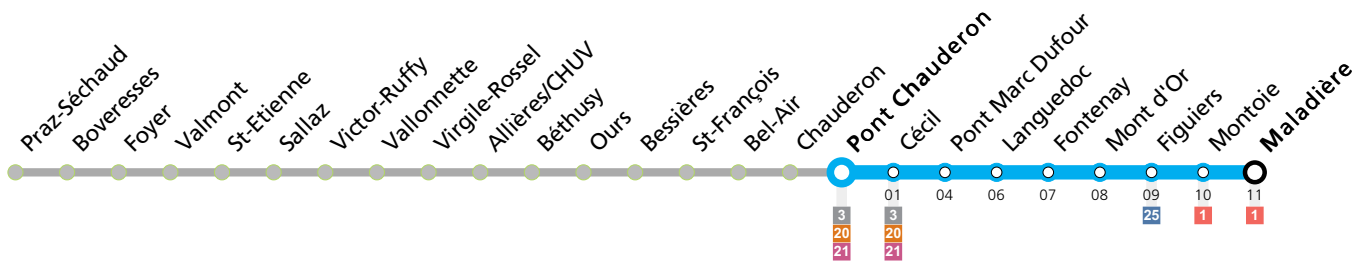 Praz-Séchaud
Boveresses
Foyer
Valmont
St-Etienne
Sallaz
Victor-Ruffy
Vallonnette
Virgile-Rossel
Allières/CHUV
Béthusy
Ours
Bessières
St-François
Bel-Air
Chauderon
Pont Chauderon
Cécil
Pont Marc Dufour
Languedoc
Fontenay
Mont d'Or
Figuiers
Montoie
Maladière
01 04 06 07 08 09 10 11
3 3 25 1 1
20 20
21 21